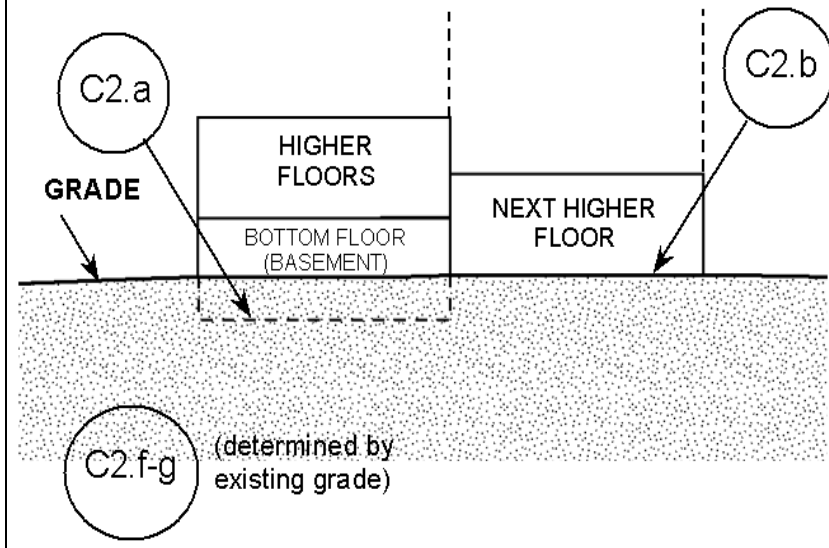 C2.a
C2.b
HIGHER
FLOORS
GRADE
NEXT HIGHER
FLOOR
BOTTOM FLOOR
(BASEMENT)
C2.f-g
(determined by
existing grade)